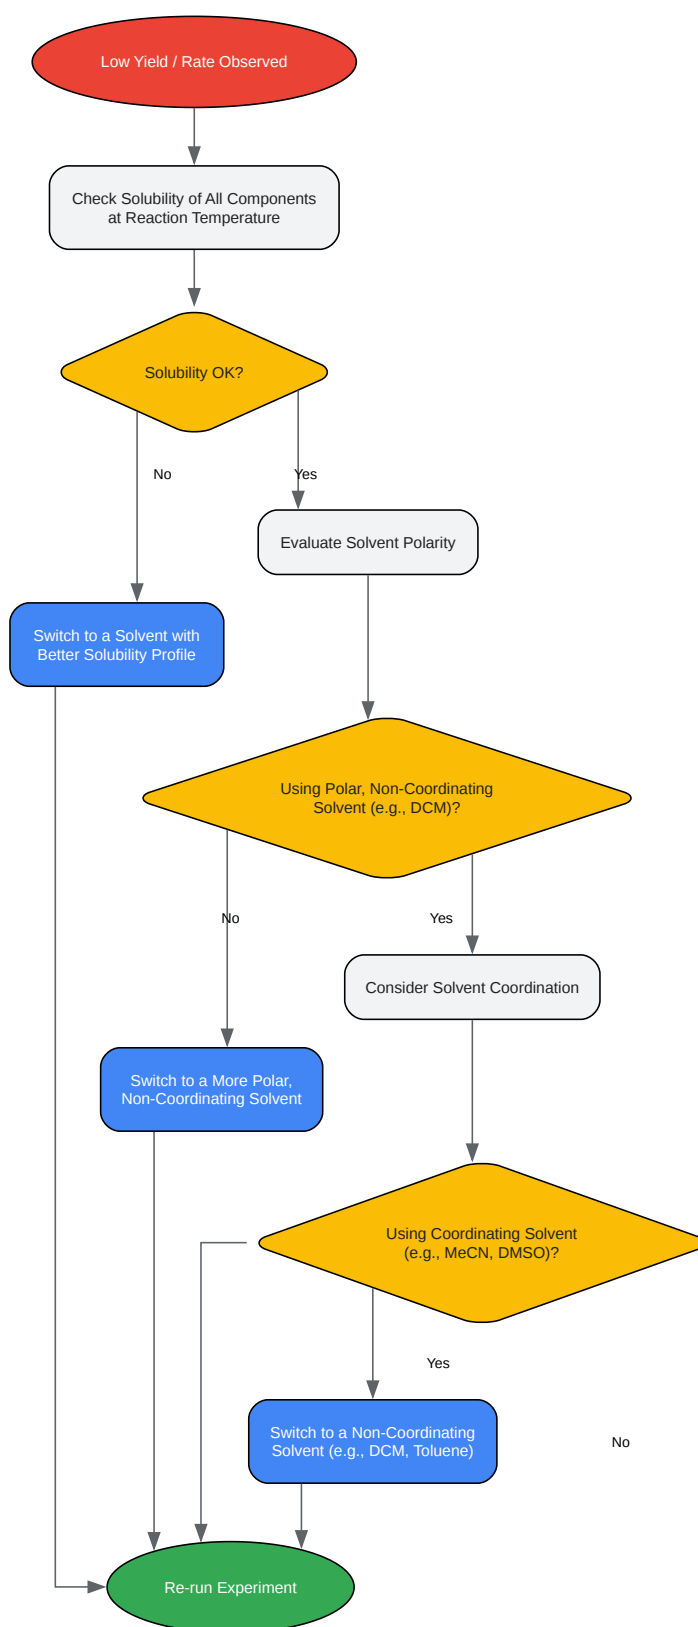 Low Yield / Rate Observed
Check Solubility of All Components
at Reaction Temperature
Solubility OK?
No
Yes
Evaluate Solvent Polarity
Switch to a Solvent with
Better Solubility Profile
Using Polar, Non-Coordinating
Solvent (e.g., DCM)?
No
Yes
Consider Solvent Coordination
Switch to a More Polar,
Non-Coordinating Solvent
Using Coordinating Solvent
(e.g., MeCN, DMSO)?
Yes
Switch to a Non-Coordinating
Solvent (e.g., DCM, Toluene)
No
Re-run Experiment